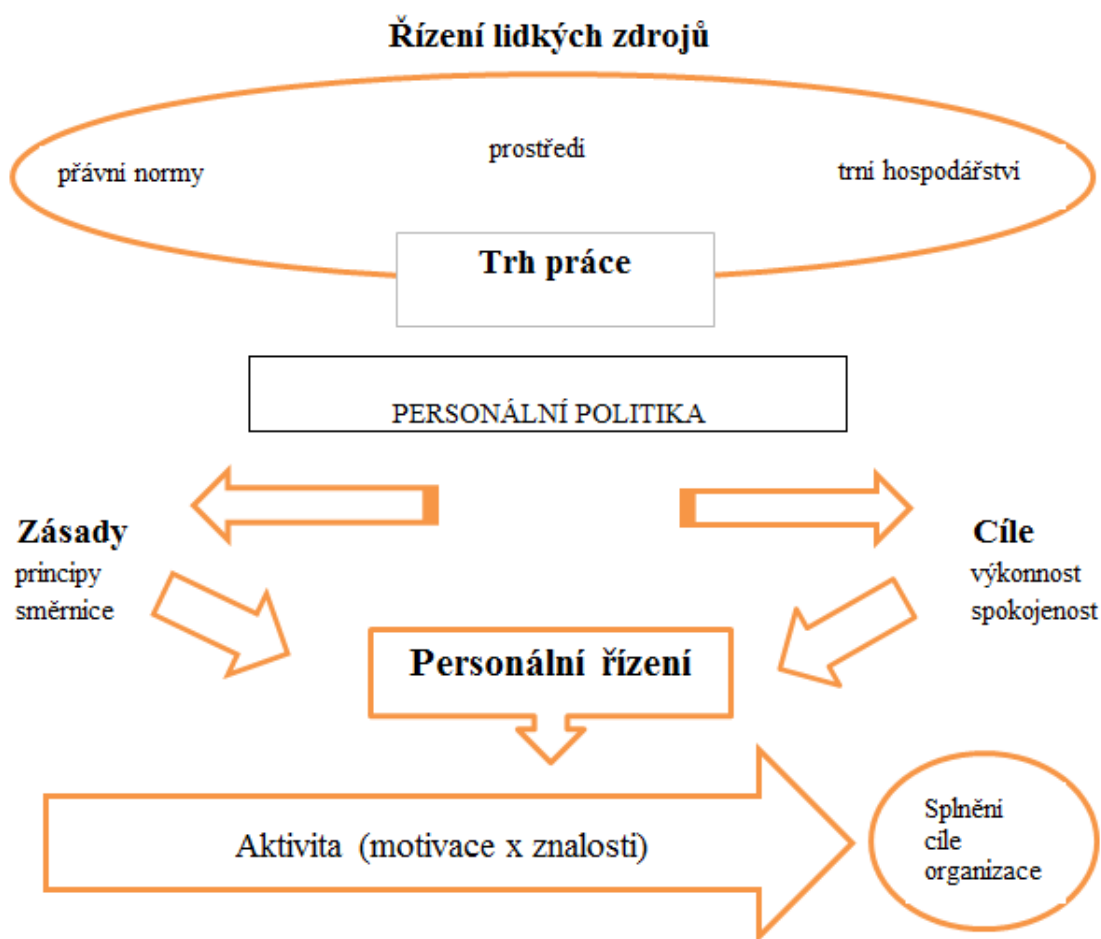 Řízení lidkých zdrojů
prostředí
přávní normy
trní hospodářství
Trh práce
PERSONÁLNÍ POLITIKA
Zásady
principy
směrnice
Cíle
výkonnost
spokojenost
Personální řízení
Aktivita (motivace x znalosti)
Splnění
cíle
organizace